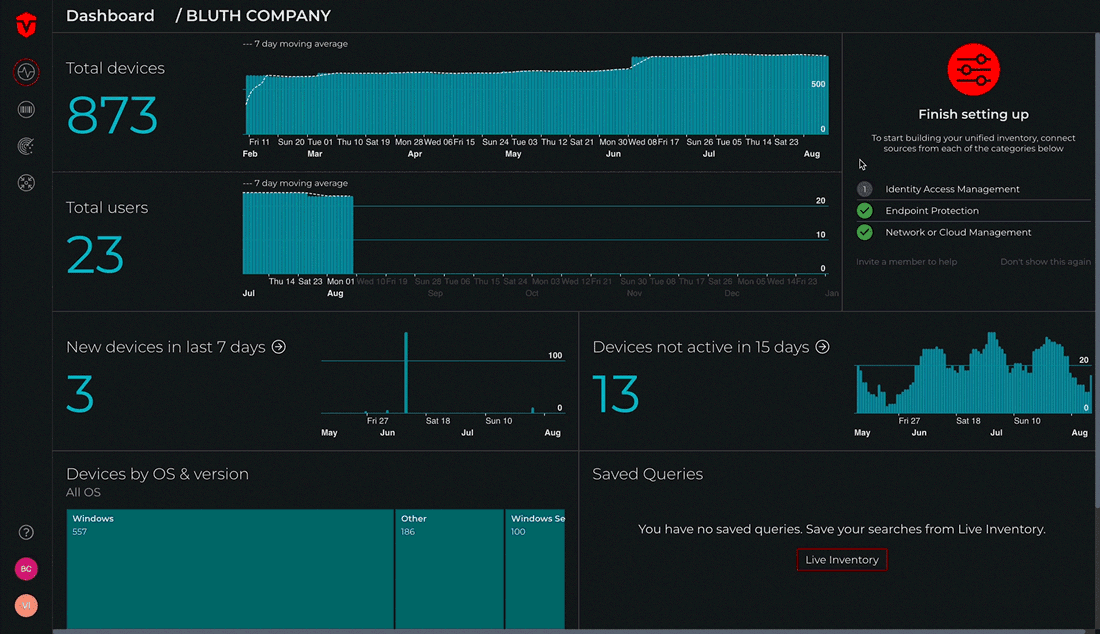 Dashboard / BLUTH COMPANY
Total devices
873
--- 7 day moving average
500
0
Fri 11 Sun 20 Tue 01 Thu 10 Sat 19 Mon 28 Wed 06 Fri 15 Sun 24 Tue 03 Thu 12 Sat 21 Mon 30 Wed 08 Fri 17 Sun 26 Tue 05 Thu 14 Sat 23
Feb Mar Apr May Jun Jul Aug
Finish setting up
To start building your unified inventory, connect
sources from each of the categories below
1 Identity Access Management
Endpoint Protection
Network or Cloud Management
Invite a member to help Don't show this again
Total users
23
--- 7 day moving average
20
10
0
Thu 14 Sat 23 Mon 01 Wed 10 Fri 19 Sun 28 Tue 06 Thu 15 Sat 24 Mon 03 Wed 12 Fri 21 Sun 30 Tue 08 Thu 17 Sat 26 Mon 05 Wed 14 Fri 23
Jul Aug Sep Oct Nov Dec Jan
New devices in last 7 days
3
100
0
Fri 27 Sat 18 Sun 10
May Jun Jul Aug
Devices not active in 15 days
13
20
0
Fri 27 Sat 18 Sun 10
May Jun Jul Aug
Devices by OS & version
All OS
Windows
557
Other
186
Windows Se
100
Saved Queries
You have no saved queries. Save your searches from Live Inventory.
Live Inventory
?
BC
VI